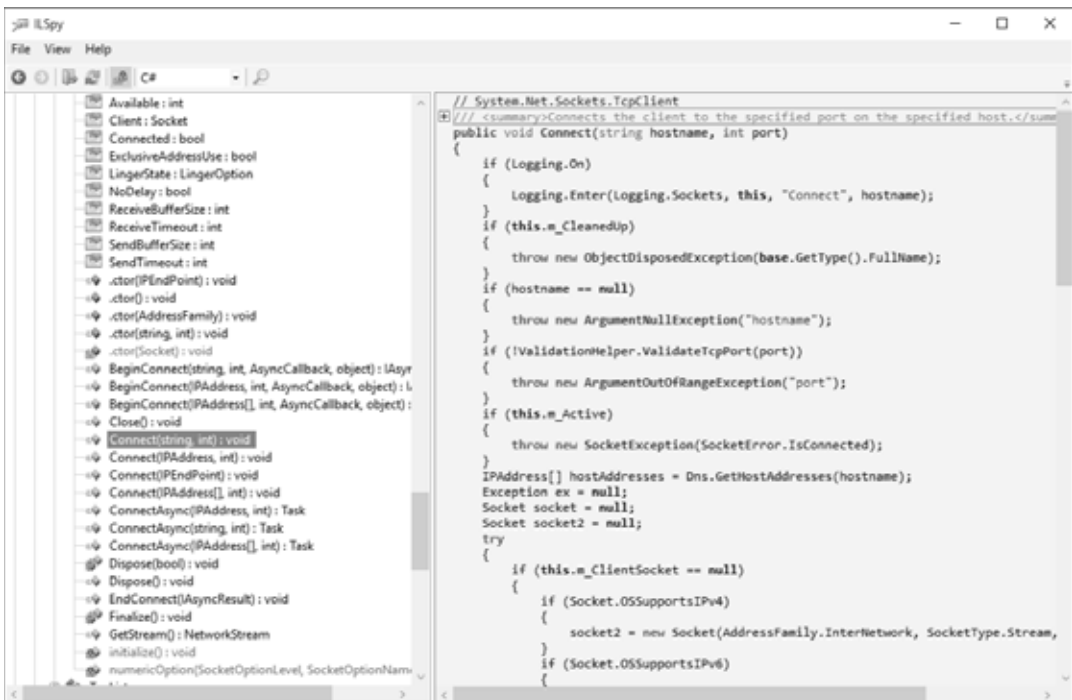 ILSpy
File View Help
C#
Available : int
Client : Socket
Connected : bool
ExclusiveAddressUse : bool
LingerState : LingerOption
NoDelay : bool
ReceiveBufferSize : int
ReceiveTimeout : int
SendBufferSize : int
SendTimeout : int
.ctor(IPEndPoint) : void
.ctor() : void
.ctor(AddressFamily) : void
.ctor(string, int) : void
.ctor(Socket) : void
BeginConnect(string, int, AsyncCallback, object) : IAsyr
BeginConnect(IPAddress, int, AsyncCallback, object) : I
BeginConnect(IPAddress[], int, AsyncCallback, object) :
Close() : void
Connect(string, int) : void
Connect(IPAddress, int) : void
Connect(IPEndPoint) : void
Connect(IPAddress[], int) : void
ConnectAsync(IPAddress, int) : Task
ConnectAsync(string, int) : Task
ConnectAsync(IPAddress[], int) : Task
Dispose(bool) : void
Dispose() : void
EndConnect(IAsyncResult) : void
Finalize() : void
GetStream() : NetworkStream
initialize() : void
numericOption(SocketOptionLevel, SocketOptionNam
// System.Net.Sockets.TcpClient
/// <summary>Connects the client to the specified port on the specified host.</summ
public void Connect(string hostname, int port)
{
if (Logging.On)
{
Logging.Enter(Logging.Sockets, this, "Connect", hostname);
}
if (this.m_CleanedUp)
{
throw new ObjectDisposedException(base.GetType().FullName);
}
if (hostname == null)
{
throw new ArgumentNullException("hostname");
}
if (!ValidationHelper.ValidateTcpPort(port))
{
throw new ArgumentOutOfRangeException("port");
}
if (this.m_Active)
{
throw new SocketException(SocketError.IsConnected);
}
IPAddress[] hostAddresses = Dns.GetHostAddresses(hostname);
Exception ex = null;
Socket socket = null;
Socket socket2 = null;
try
{
if (this.m_ClientSocket == null)
{
if (Socket.OSSupportsIPv4)
{
socket2 = new Socket(AddressFamily.InterNetwork, SocketType.Stream,
}
if (Socket.OSSupportsIPv6)
{